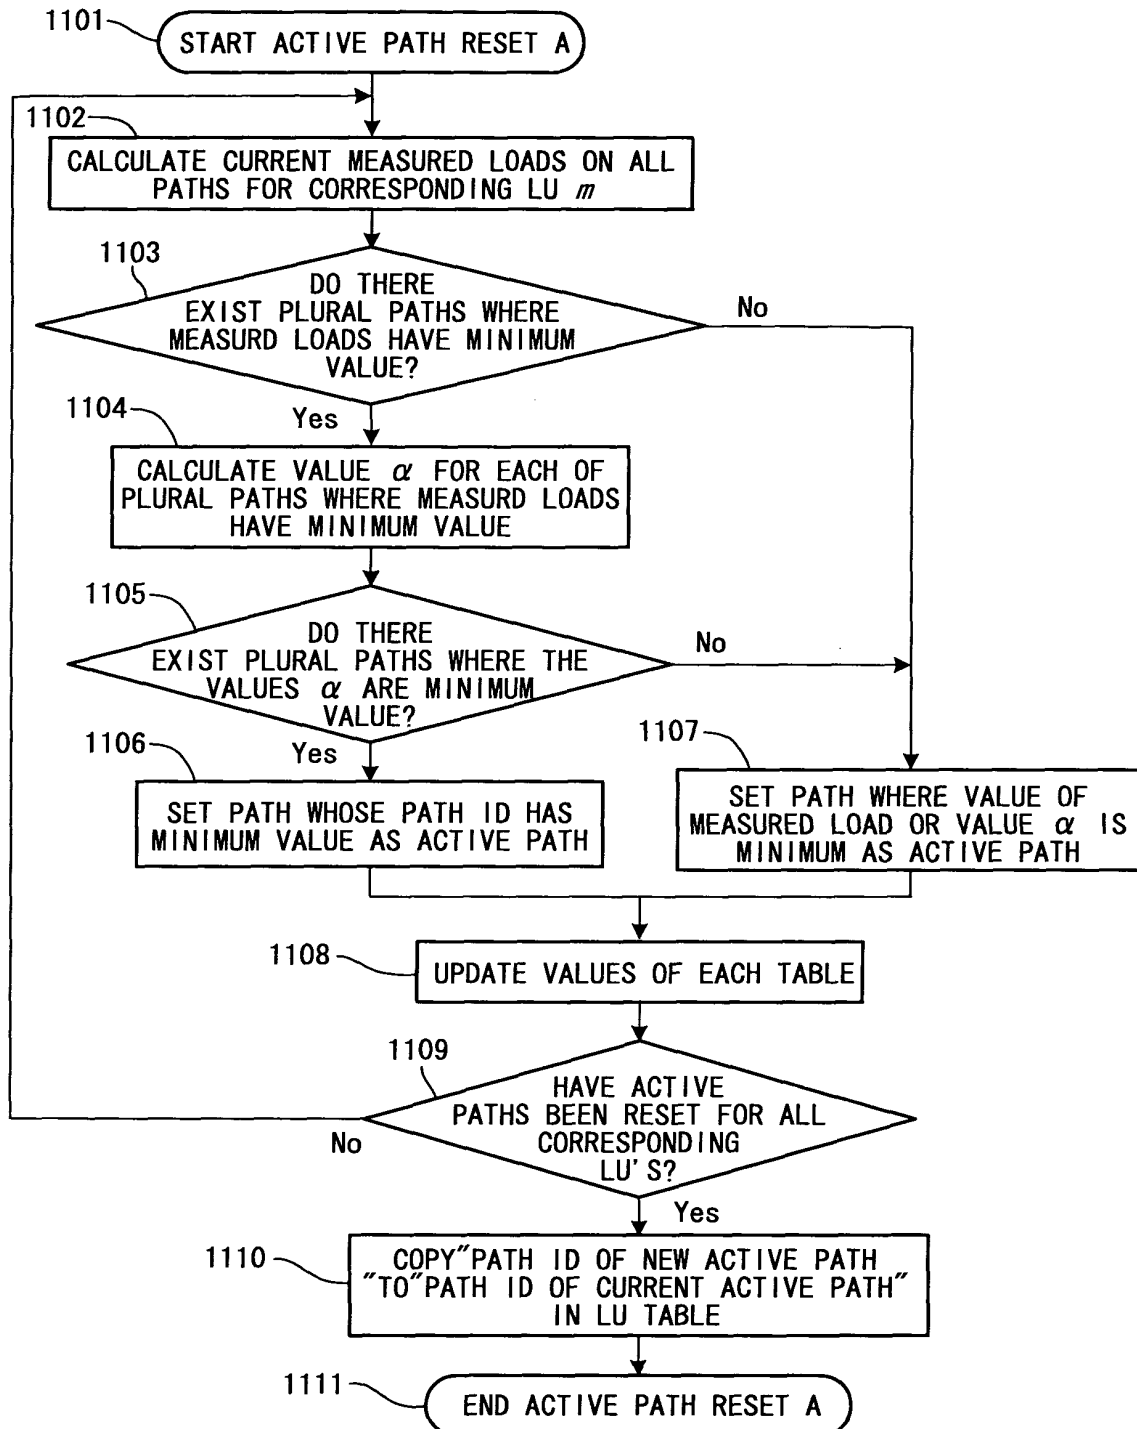 1101
START ACTIVE PATH RESET A
1102
CALCULATE CURRENT MEASURED LOADS ON ALL
PATHS FOR CORRESPONDING LU m
1103
DO THERE
EXIST PLURAL PATHS WHERE
MEASURD LOADS HAVE MINIMUM
VALUE?
No
Yes
1104
CALCULATE VALUE α FOR EACH OF
PLURAL PATHS WHERE MEASURD LOADS
HAVE MINIMUM VALUE
1105
DO THERE
EXIST PLURAL PATHS WHERE THE
VALUES α ARE MINIMUM
VALUE?
No
Yes
1106
SET PATH WHOSE PATH ID HAS
MINIMUM VALUE AS ACTIVE PATH
1107
SET PATH WHERE VALUE OF
MEASURED LOAD OR VALUE α IS
MINIMUM AS ACTIVE PATH
1108
UPDATE VALUES OF EACH TABLE
1109
HAVE ACTIVE
PATHS BEEN RESET FOR ALL
CORRESPONDING
LU'S?
No
Yes
1110
COPY"PATH ID OF NEW ACTIVE PATH
"TO"PATH ID OF CURRENT ACTIVE PATH"
IN LU TABLE
1111
END ACTIVE PATH RESET A